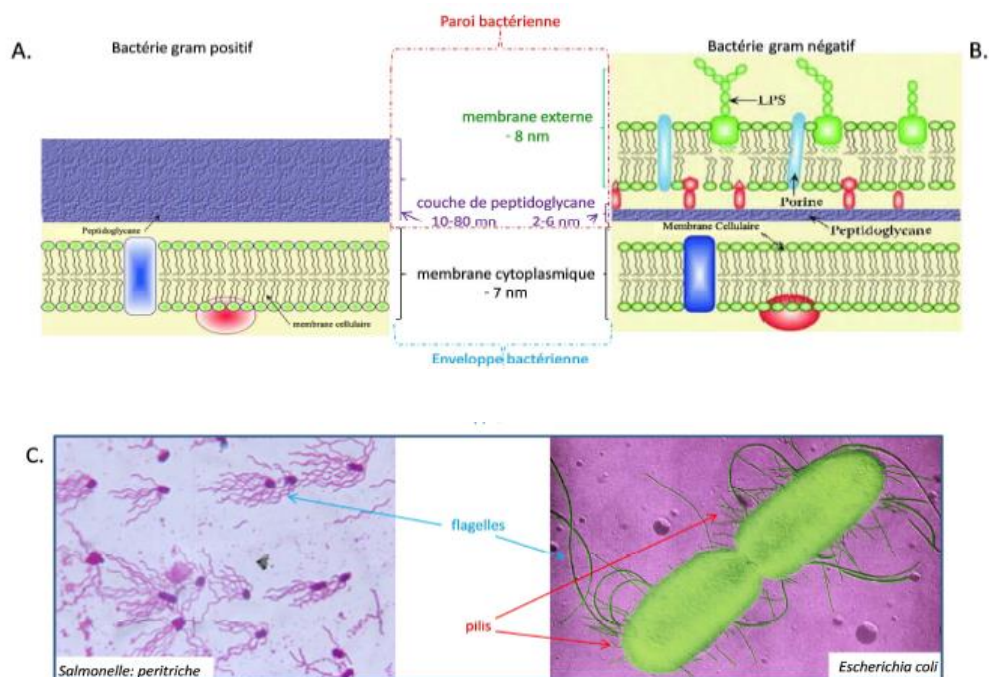 Paroi bactérienne
A.
Bactérie gram positif
Bactérie gram négatif
B.
LPS
membrane externe
- 8 nm
couche de peptidoglycane
10-80 mn
2-6 nm
Porine
Peptidoglycane
Peptidoglycane
Membrane Cellulaire
membrane cytoplasmique
- 7 nm
membrane cellulaire
Enveloppe bactérienne
C.
flagelles
pilis
Salmonelle: peritriche
Escherichia coli